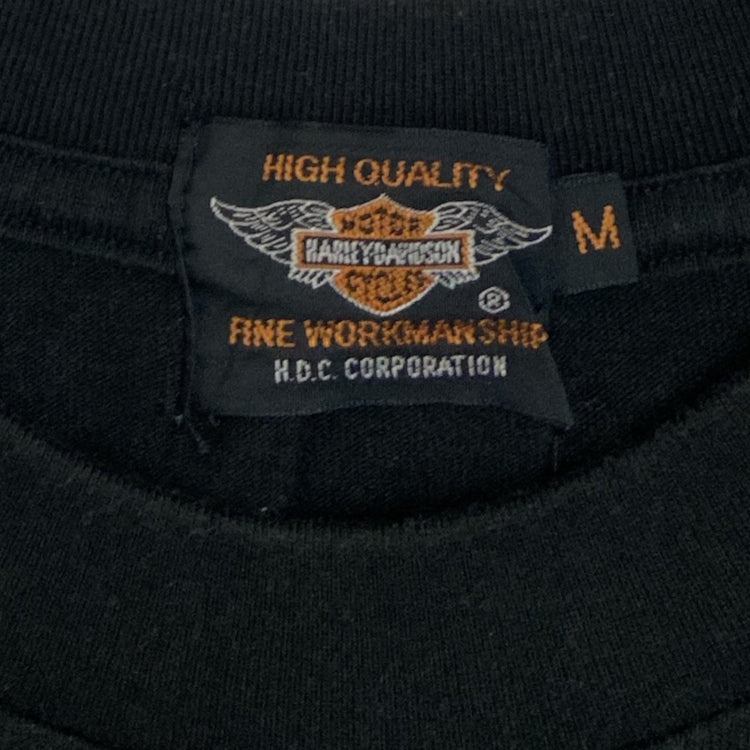 HIGH QUALITY
MOTOR
HARLEY-DAVIDSON
CYCLES
®
FINE WORKMANSHIP
H.D.C. CORPORATION
M